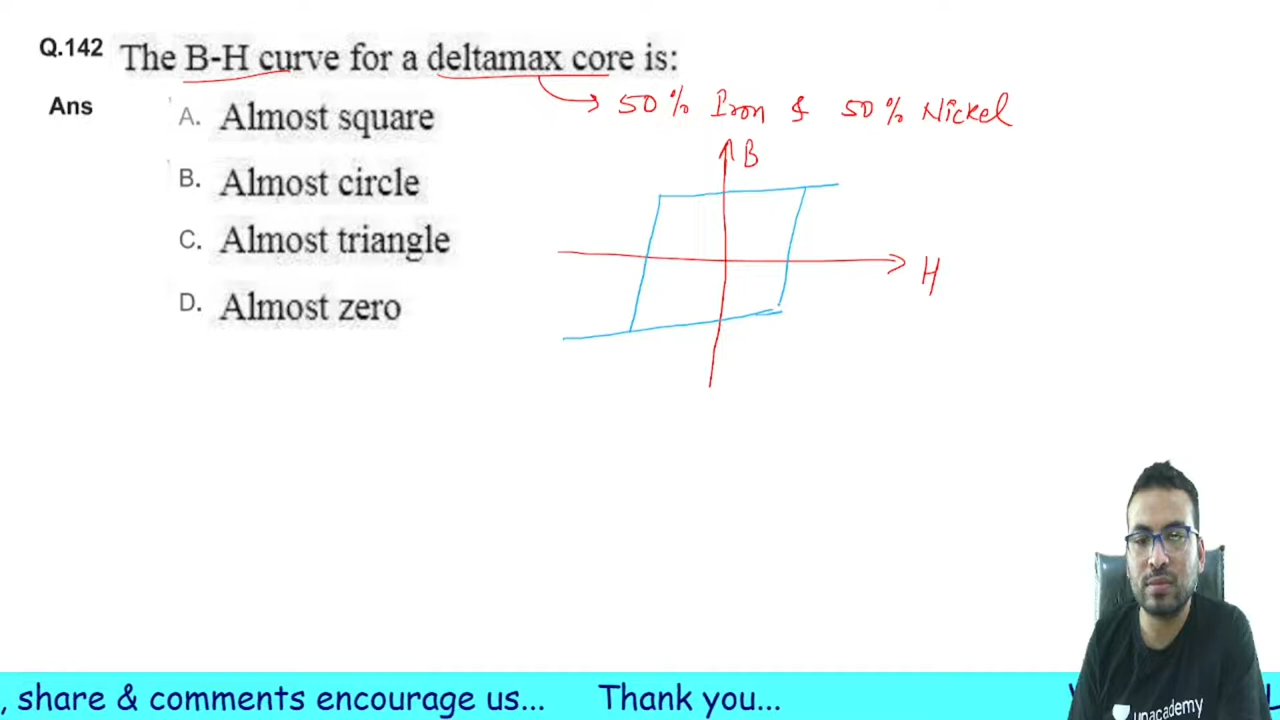 Q.142 The B-H curve for a deltamax core is:
Ans
A. Almost square
50% Iron & 50% Nickel
B
B. Almost circle
C. Almost triangle
H
D. Almost zero
unacademy
, share & comments encourage us... Thank you...